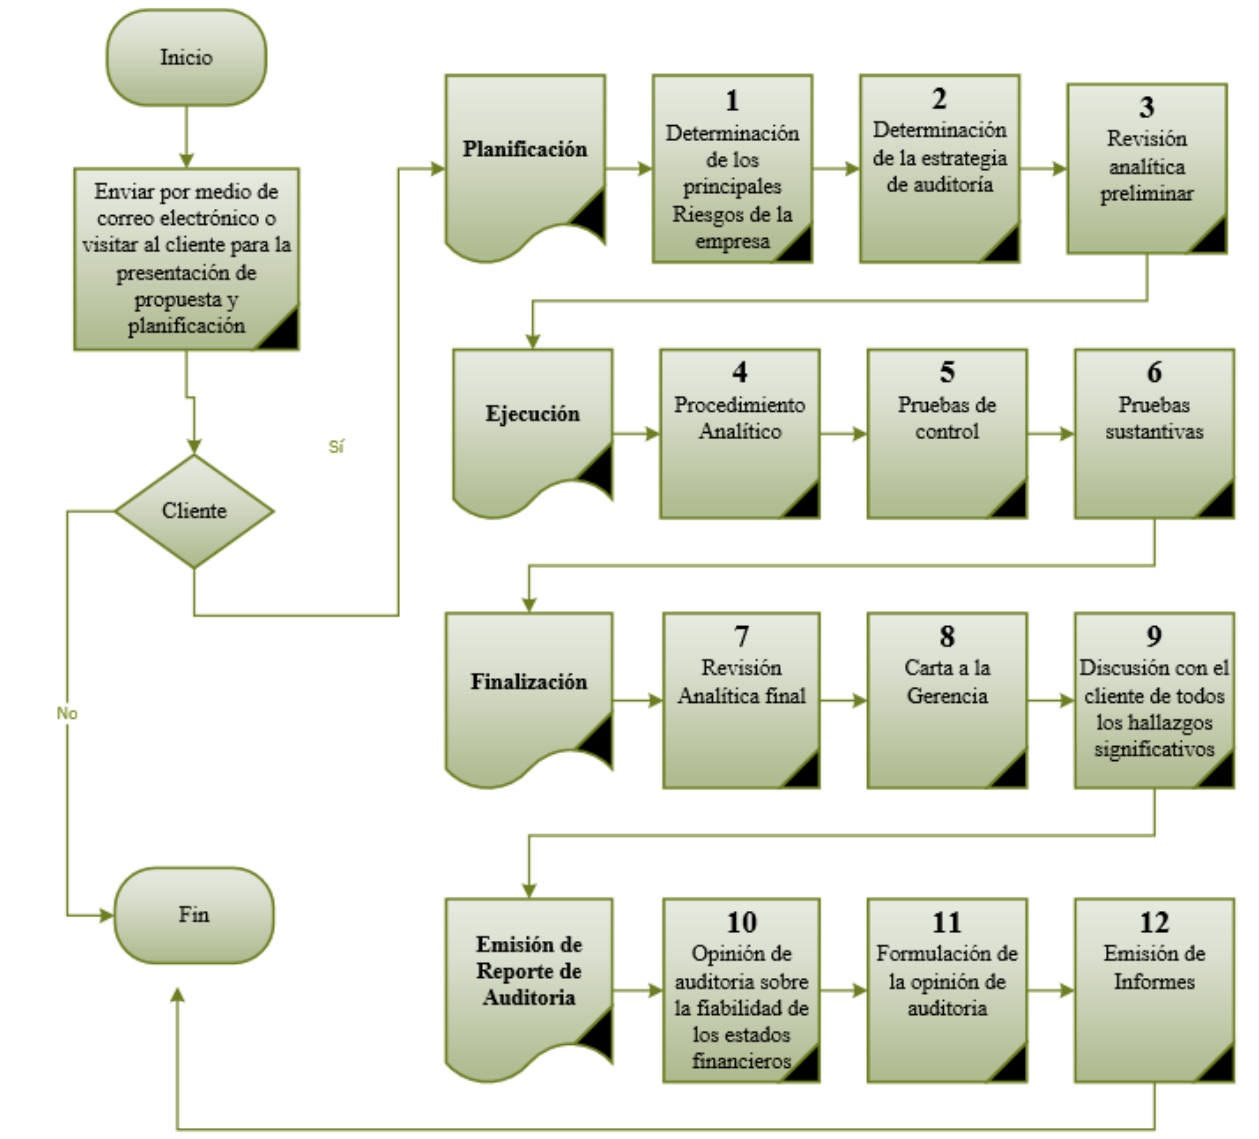 Inicio
Enviar por medio de
correo electrónico o
visitar al cliente para la
presentación de
propuesta y
planificación
Cliente
Sí
No
Fin
Planificación
1
Determinación
de los
principales
Riesgos de la
empresa
2
Determinación
de la estrategia
de auditoría
3
Revisión
analítica
preliminar
Ejecución
4
Procedimiento
Analítico
5
Pruebas de
control
6
Pruebas
sustantivas
Finalización
7
Revisión
Analítica final
8
Carta a la
Gerencia
9
Discusión con el
cliente de todos
los hallazgos
significativos
Emisión de
Reporte de
Auditoria
10
Opinión de
auditoria sobre
la fiabilidad de
los estados
financieros
11
Formulación de
la opinión de
auditoria
12
Emisión de
Informes